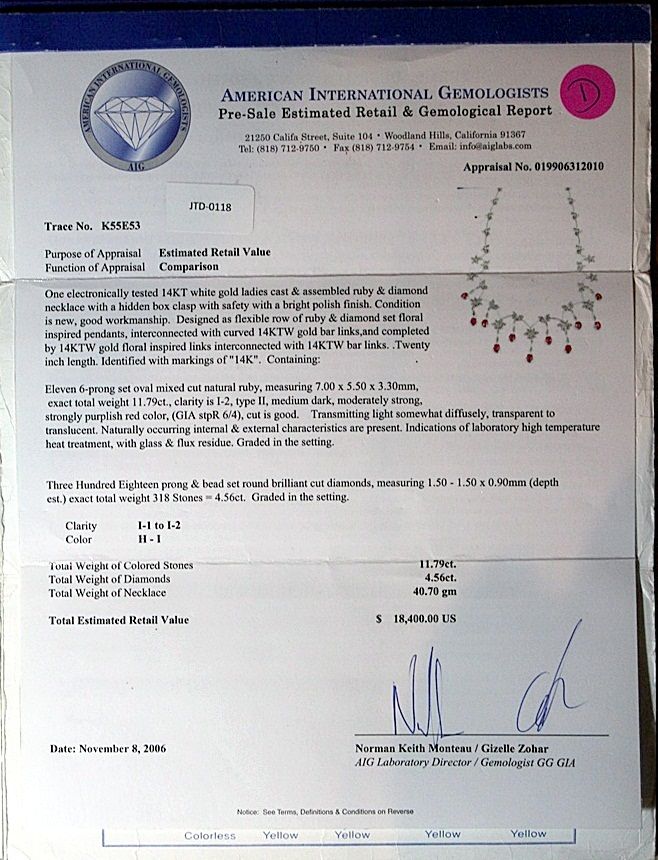 AMERICAN INTERNATIONAL GEMOLOGISTS
AIG
AMERICAN INTERNATIONAL GEMOLOGISTS
Pre-Sale Estimated Retail & Gemological Report
D
21250 Califa Street, Suite 104 • Woodland Hills, California 91367
Tel: (818) 712-9750 • Fax (818) 712-9754 • Email: info@aiglabs.com
Appraisal No. 019906312010
JTD-0118
Trace No. K55E53
Purpose of Appraisal Estimated Retail Value
Function of Appraisal Comparison
One electronically tested 14KT white gold ladies cast & assembled ruby & diamond
necklace with a hidden box clasp with safety with a bright polish finish. Condition
is new, good workmanship. Designed as flexible row of ruby & diamond set floral
inspired pendants, interconnected with curved 14KTW gold bar links,and completed
by 14KTW gold floral inspired links interconnected with 14KTW bar links. .Twenty
inch length. Identified with markings of "14K". Containing:
Eleven 6-prong set oval mixed cut natural ruby, measuring 7.00 x 5.50 x 3.30mm,
exact total weight 11.79ct., clarity is I-2, type II, medium dark, moderately strong,
strongly purplish red color, (GIA stpR 6/4), cut is good. Transmitting light somewhat diffusely, transparent to
translucent. Naturally occurring internal & external characteristics are present. Indications of laboratory high temperature
heat treatment, with glass & flux residue. Graded in the setting.
Three Hundred Eighteen prong & bead set round brilliant cut diamonds, measuring 1.50 - 1.50 x 0.90mm (depth
est.) exact total weight 318 Stones = 4.56ct. Graded in the setting.
Clarity I-1 to I-2
Color H - I
Total Weight of Colored Stones 11.79ct.
Total Weight of Diamonds 4.56ct.
Total Weight of Necklace 40.70 gm
Total Estimated Retail Value $ 18,400.00 US
Date: November 8, 2006
Norman Keith Monteau / Gizelle Zohar
AIG Laboratory Director / Gemologist GG GIA
Notice: See Terms, Definitions & Conditions on Reverse
Colorless Yellow Yellow Yellow Yellow